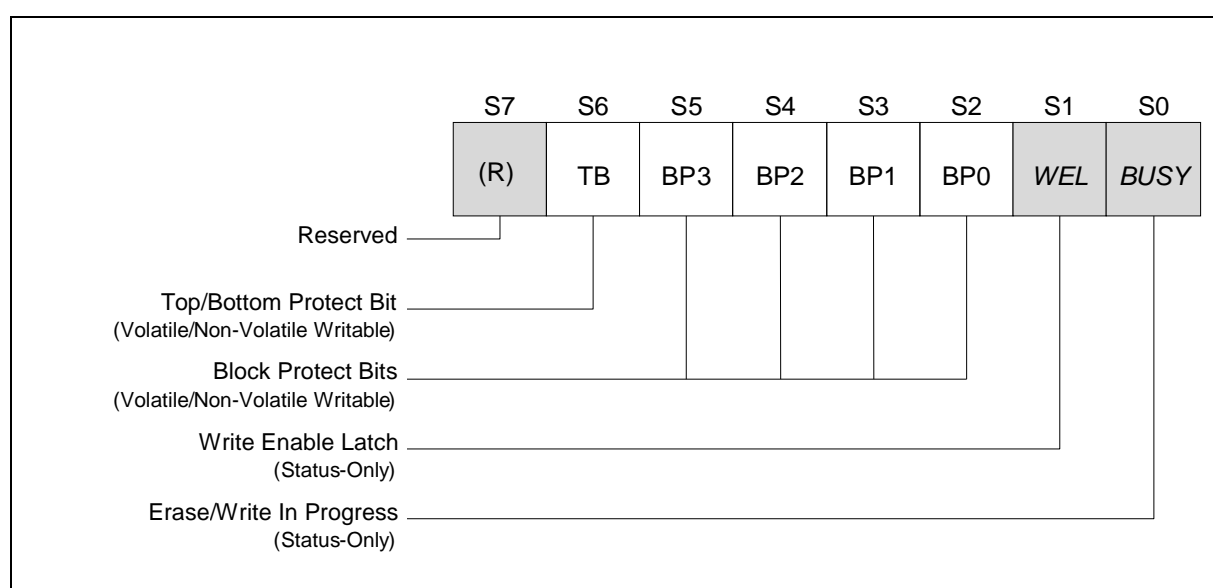 S7 S6 S5 S4 S3 S2 S1 S0
(R) TB BP3 BP2 BP1 BP0 WEL BUSY
Reserved
Top/Bottom Protect Bit
(Volatile/Non-Volatile Writable)
Block Protect Bits
(Volatile/Non-Volatile Writable)
Write Enable Latch
(Status-Only)
Erase/Write In Progress
(Status-Only)